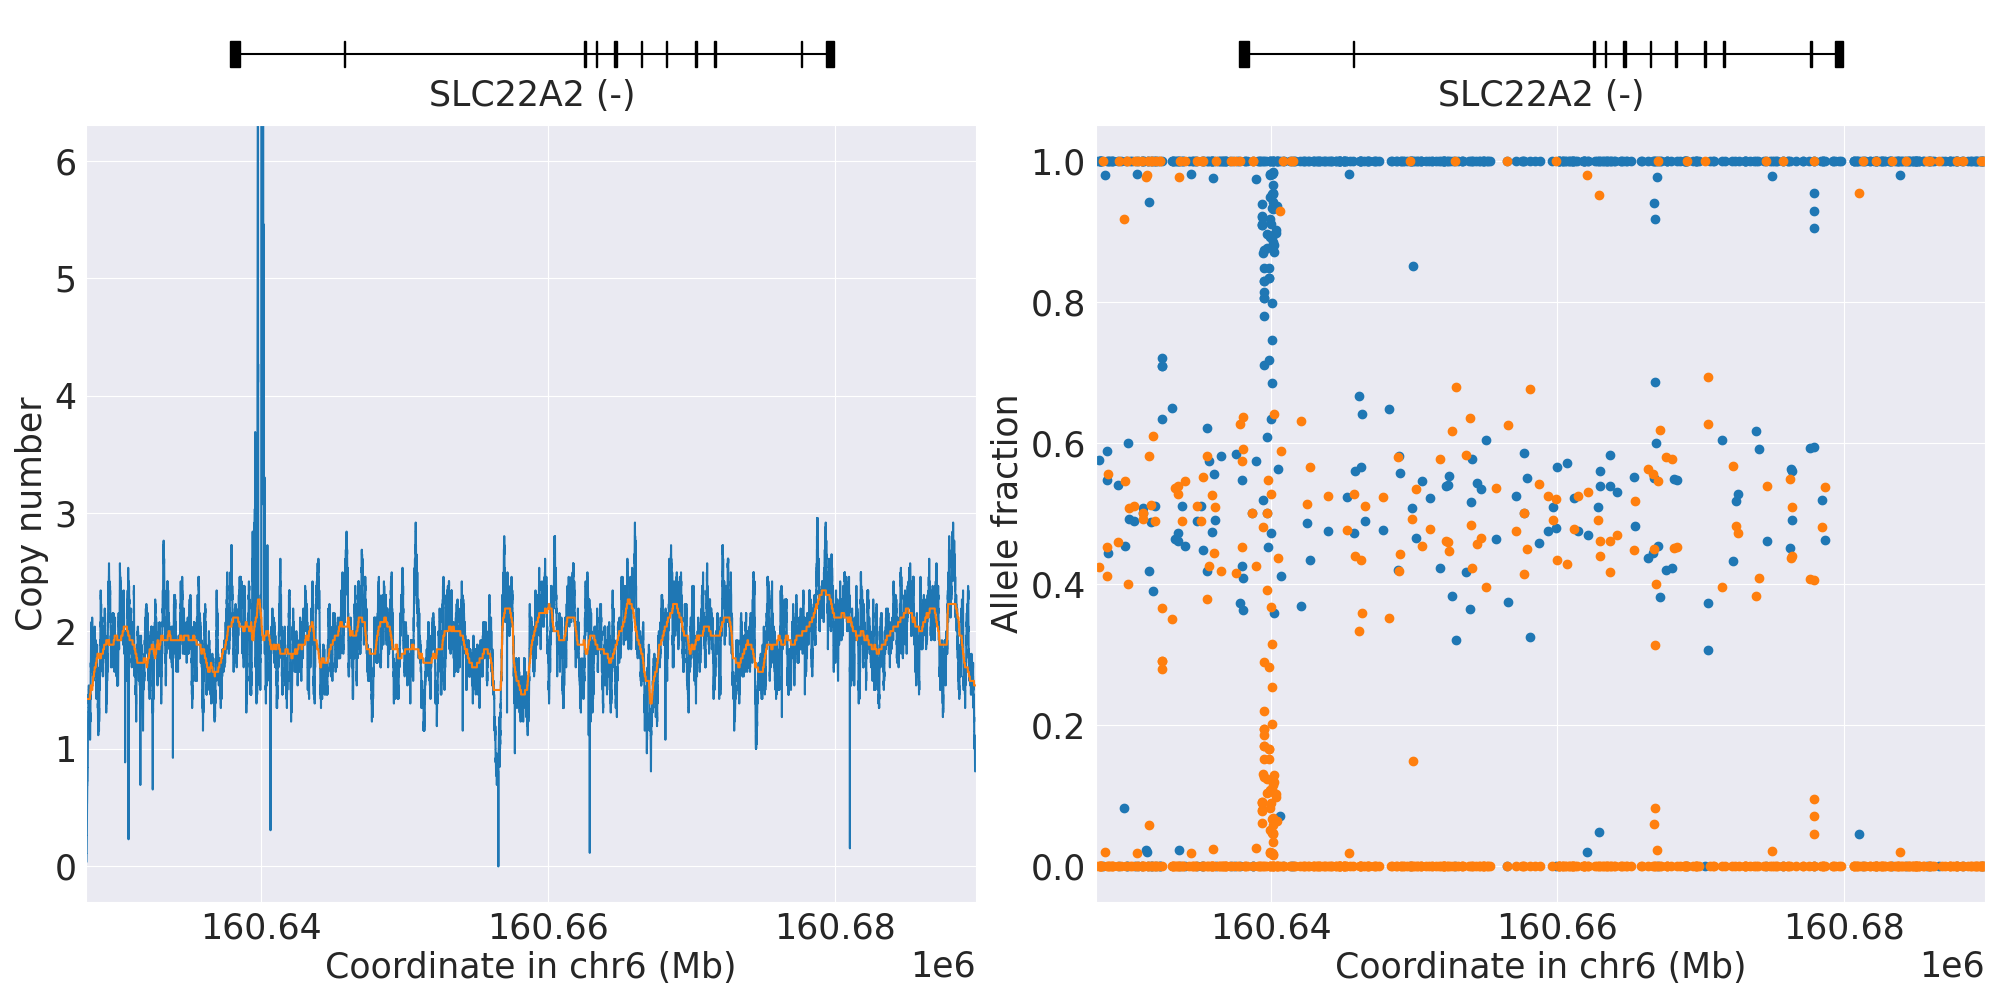 SLC22A2 (-)
Copy number
6
5
4
3
2
1
0
160.64
160.66
160.68
Coordinate in chr6 (Mb)
1e6
SLC22A2 (-)
Allele fraction
1.0
0.8
0.6
0.4
0.2
0.0
160.64
160.66
160.68
Coordinate in chr6 (Mb)
1e6